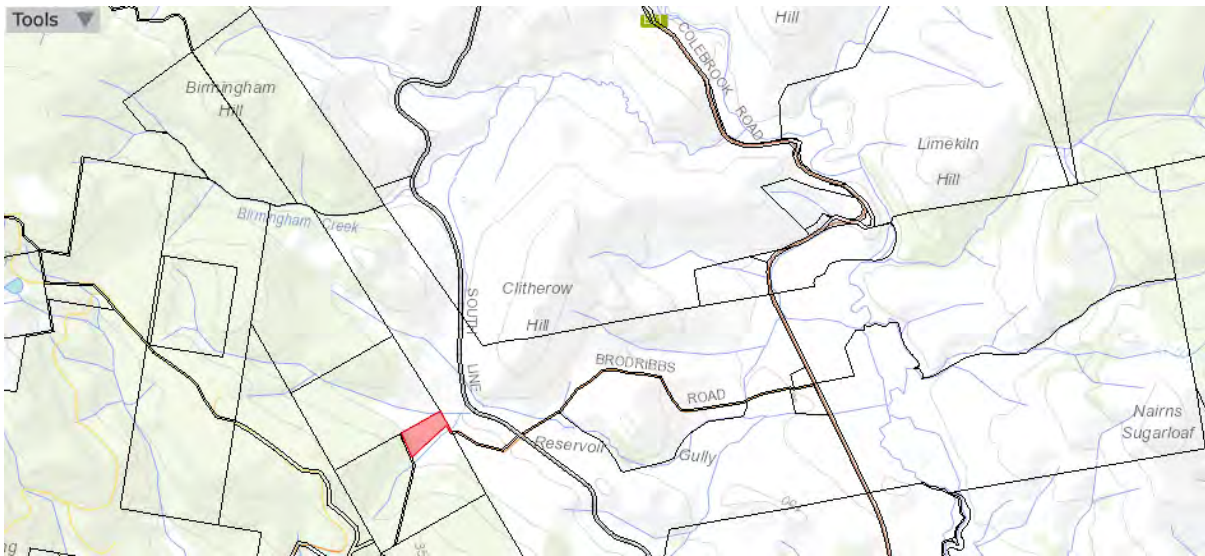 Tools
Hill
COLEBROOK ROAD
Birmingham
Hill
Limekiln
Hill
Birmingham Creek
Clitherow
Hill
SOUTH LINE
BRODRIBBS
ROAD
Nairns
Sugarloaf
Reservoir
Gully